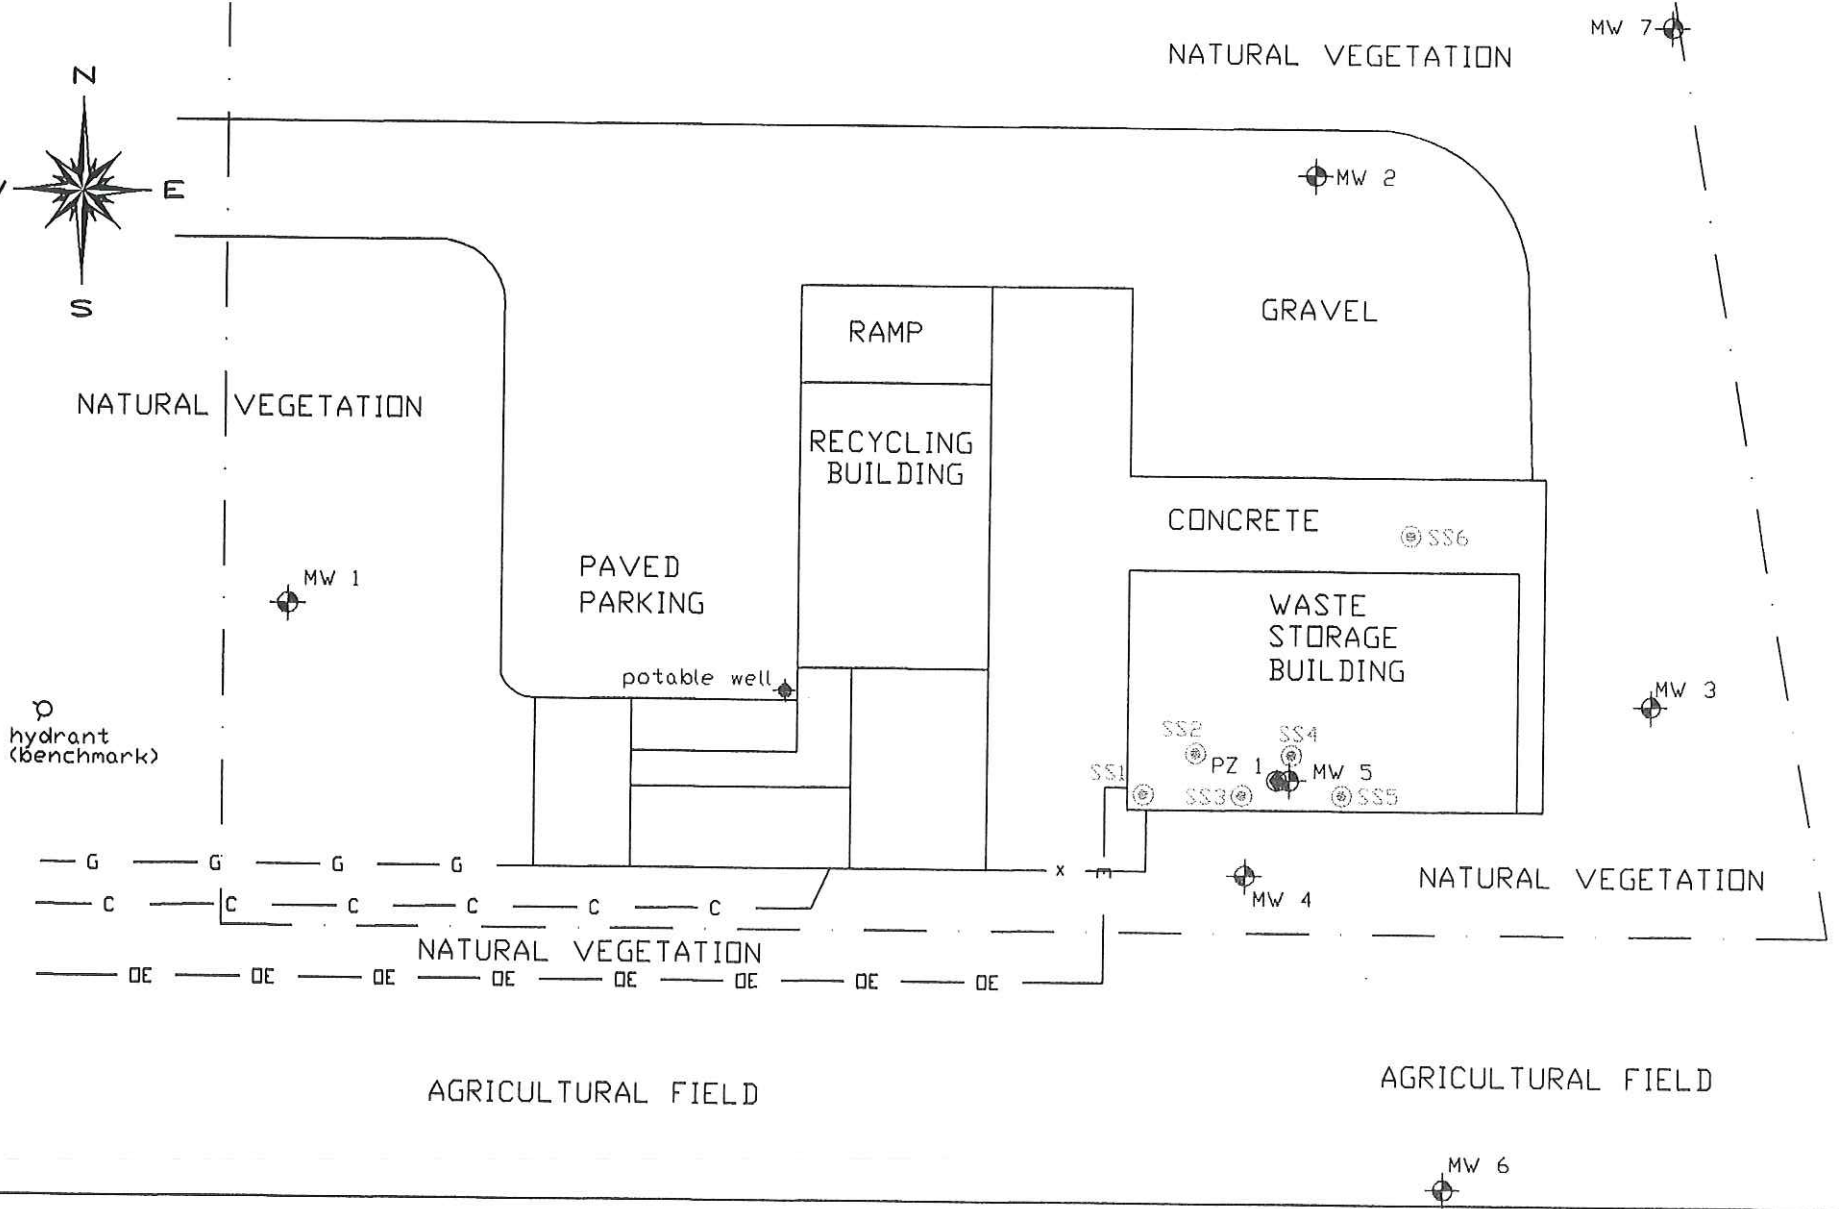 MW 7
NATURAL VEGETATION
N
MW 2
E
S
GRAVEL
RAMP
NATURAL VEGETATION
RECYCLING
BUILDING
CONCRETE
SS6
PAVED
PARKING
MW 1
WASTE
STORAGE
BUILDING
potable well
MW 3
hydrant
(benchmark)
SS2
SS4
PZ 1
MW 5
SS1
SS3
SS5
G G G G
X E
MW 4
NATURAL VEGETATION
C C C C C C
NATURAL VEGETATION
OE OE OE OE OE OE OE OE
AGRICULTURAL FIELD
AGRICULTURAL FIELD
MW 6